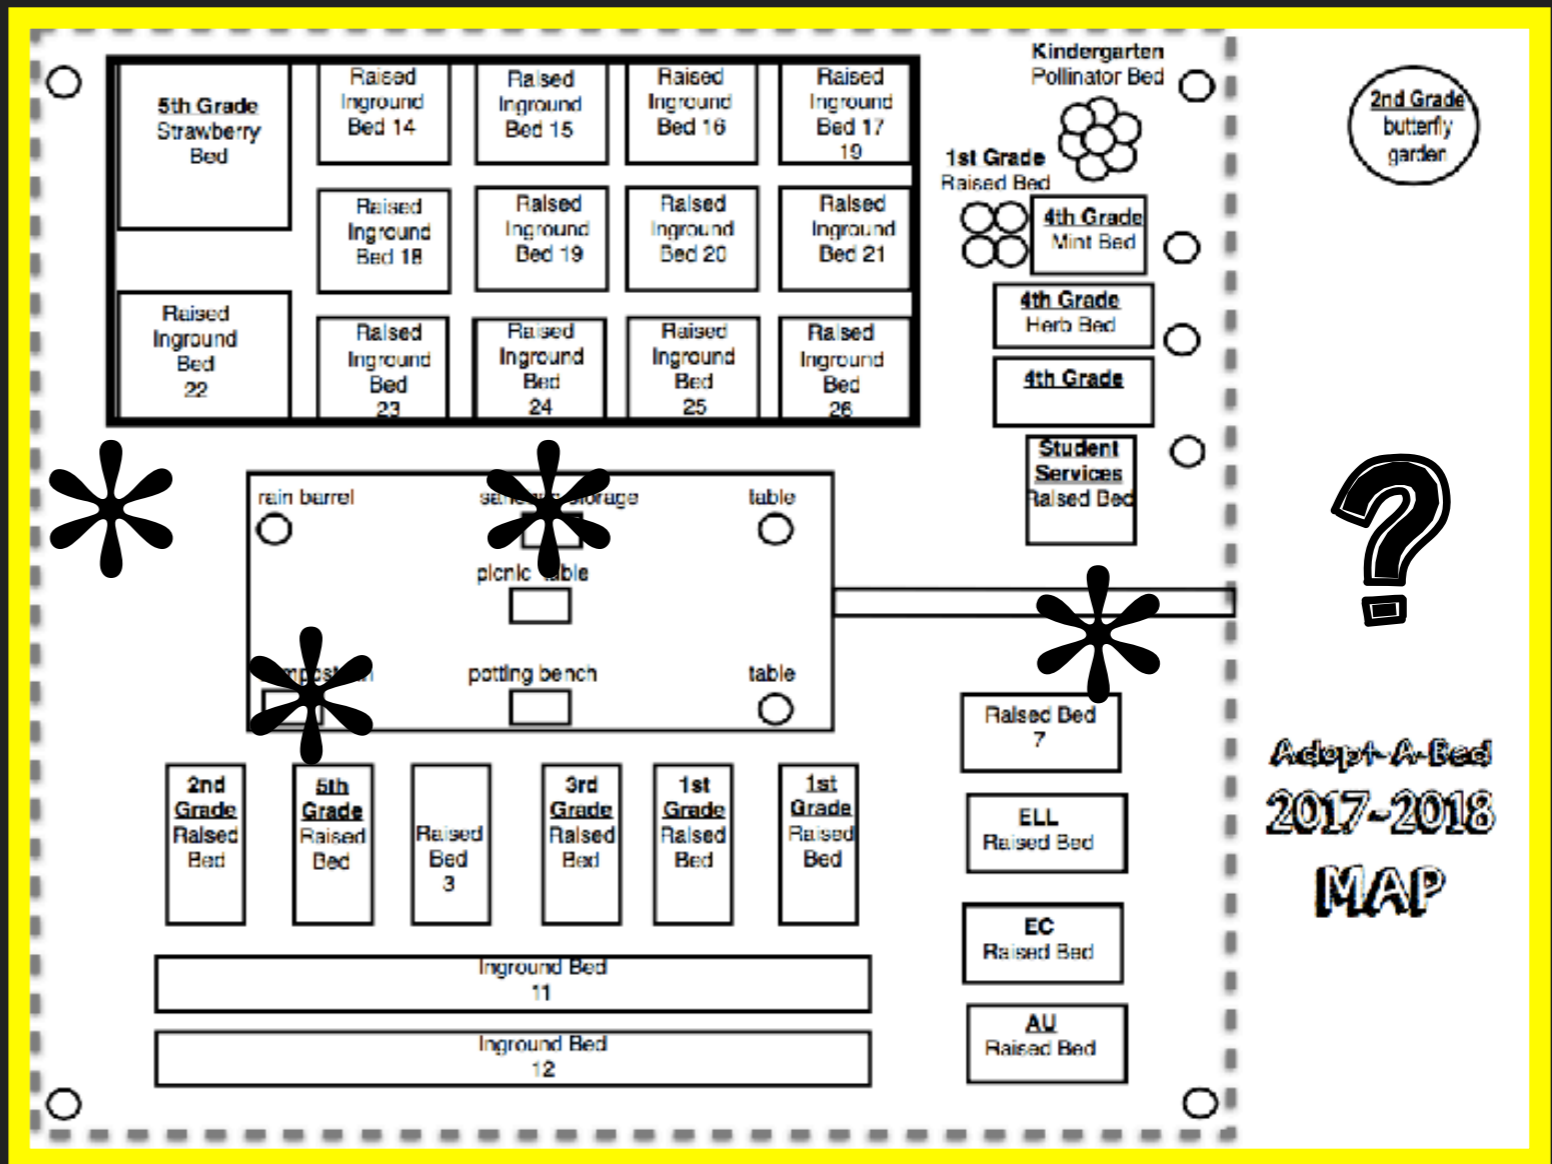 Kindergarten
Pollinator Bed
5th Grade
Strawberry
Bed
Raised
Inground
Bed 14
Raised
Inground
Bed 15
Raised
Inground
Bed 16
Raised
Inground
Bed 17
19
2nd Grade
butterfly
garden
1st Grade
Raised Bed
4th Grade
Mint Bed
Raised
Inground
Bed 18
Raised
Inground
Bed 19
Raised
Inground
Bed 20
Raised
Inground
Bed 21
4th Grade
Herb Bed
Raised
Inground
Bed
22
Raised
Inground
Bed
23
Raised
Inground
Bed
24
Raised
Inground
Bed
25
Raised
Inground
Bed
26
4th Grade
Student
Services
Raised Bed
rain barrel
storage
table
picnic table
?
potting bench
table
Raised Bed
7
Adopt-A-Bed
2017-2018
MAP
2nd
Grade
Raised
Bed
5th
Grade
Raised
Bed
Raised
Bed
3
3rd
Grade
Raised
Bed
1st
Grade
Raised
Bed
1st
Grade
Raised
Bed
ELL
Raised Bed
EC
Raised Bed
Inground Bed
11
AU
Raised Bed
Inground Bed
12